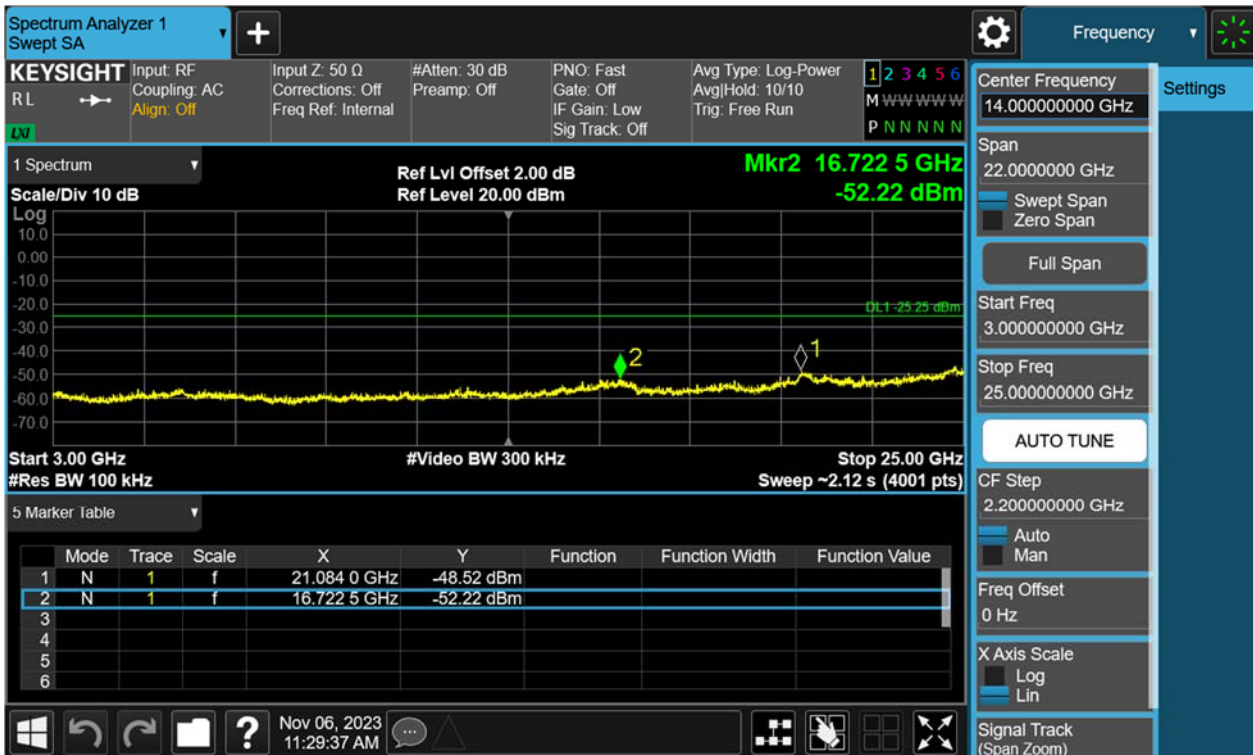 Spectrum Analyzer 1
Swept SA
+
Frequency
KEYSIGHT
RL
LXI
Input: RF
Coupling: AC
Align: Off
Input Z: 50 Ω
Corrections: Off
Freq Ref: Internal
#Atten: 30 dB
Preamp: Off
PNO: Fast
Gate: Off
IF Gain: Low
Sig Track: Off
Avg Type: Log-Power
Avg|Hold: 10/10
Trig: Free Run
1 2 3 4 5 6
M W W W W W
P N N N N N
1 Spectrum
Scale/Div 10 dB
Ref Lvl Offset 2.00 dB
Ref Level 20.00 dBm
Mkr2 16.722 5 GHz
-52.22 dBm
Log
10.0
0.00
-10.0
-20.0
-30.0
-40.0
-50.0
-60.0
-70.0
DL1 -25.25 dBm
2
1
Start 3.00 GHz
#Video BW 300 kHz
Stop 25.00 GHz
#Res BW 100 kHz
Sweep ~2.12 s (4001 pts)
5 Marker Table
Mode Trace Scale X Y Function Function Width Function Value
1 N 1 f 21.084 0 GHz -48.52 dBm
2 N 1 f 16.722 5 GHz -52.22 dBm
3
4
5
6
?
Nov 06, 2023
11:29:37 AM
Center Frequency
14.000000000 GHz
Settings
Span
22.0000000 GHz
Swept Span
Zero Span
Full Span
Start Freq
3.000000000 GHz
Stop Freq
25.000000000 GHz
AUTO TUNE
CF Step
2.200000000 GHz
Auto
Man
Freq Offset
0 Hz
X Axis Scale
Log
Lin
Signal Track
(Span Zoom)